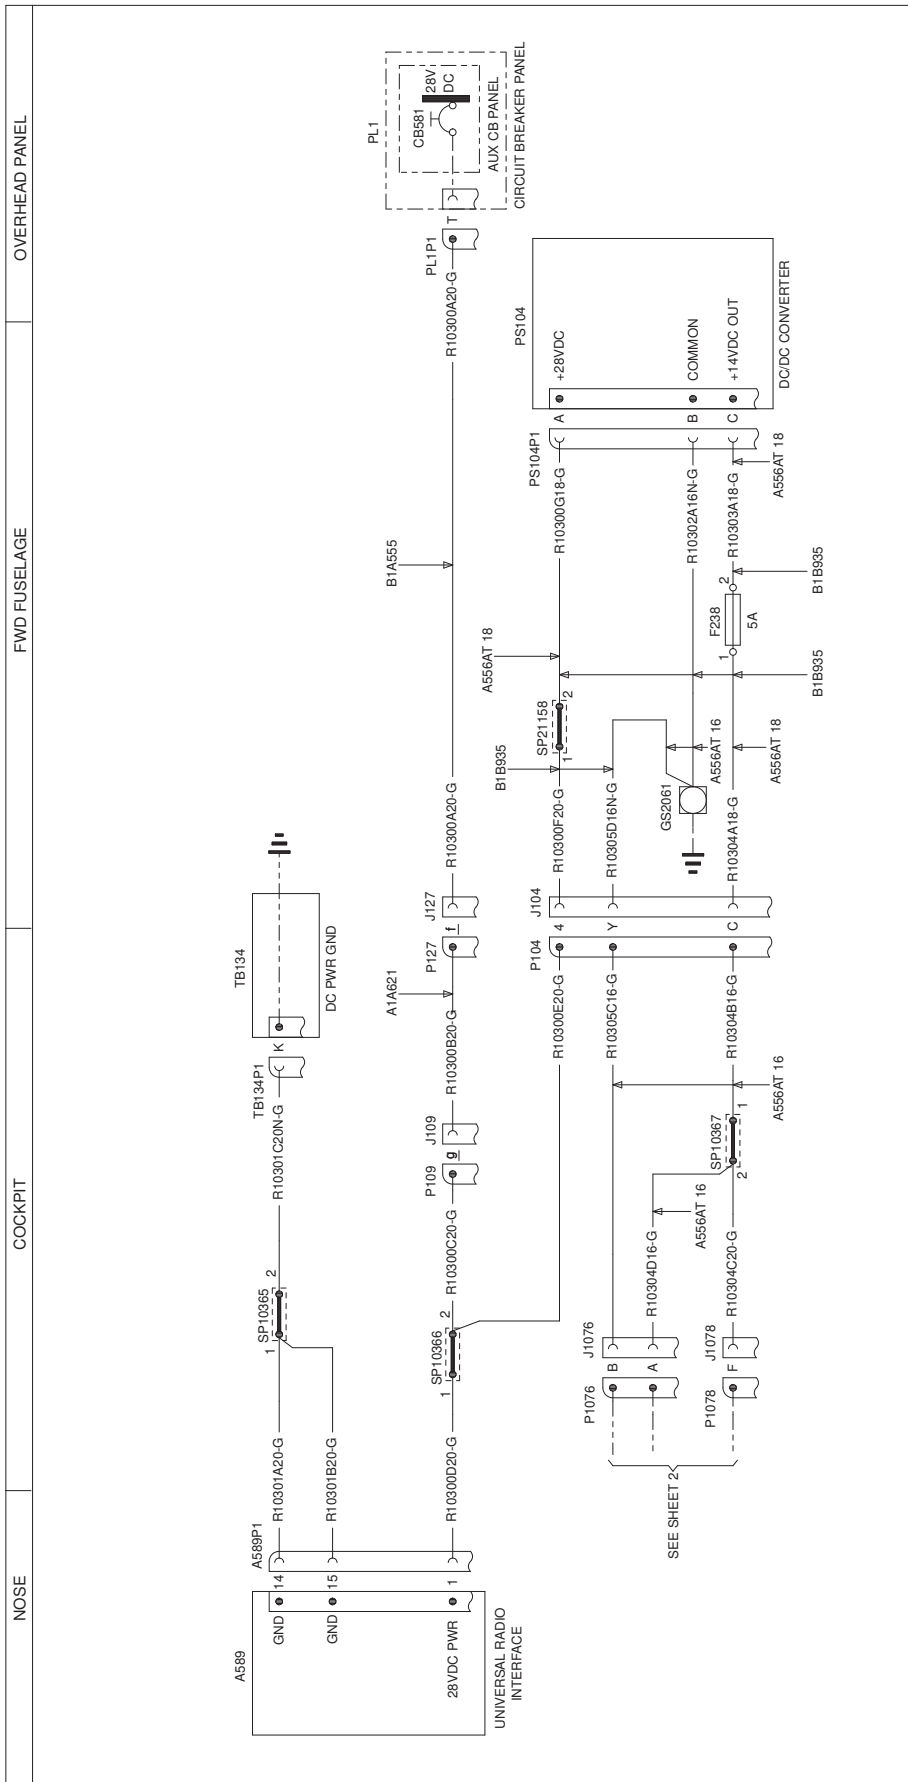 NOSE
COCKPIT
FWD FUSELAGE
OVERHEAD PANEL
A589
GND
GND
28VDC PWR
UNIVERSAL RADIO
INTERFACE
A589P1
14
15
1
R10301A20-G
R10301B20-G
R10300D20-G
SP10365
1
2
R10301C20N-G
TB134P1
K
TB134
DC PWR GND
SP10366
1
2
R10300C20-G
P109
g
J109
R10300B20-G
A1A621
P127
f
J127
R10300A20-G
B1A555
R10300A20-G
PL1P1
T
PL1
CB581
28V
DC
AUX CB PANEL
CIRCUIT BREAKER PANEL
R10300E20-G
P104
4
Y
C
J104
R10300F20-G
B1B935
SP21158
1
2
A556AT 18
R10300G18-G
PS104P1
A
B
C
PS104
+28VDC
COMMON
+14VDC OUT
DC/DC CONVERTER
R10305C16-G
R10305D16N-G
GS2061
A556AT 16
R10302A16N-G
R10304B16-G
R10304A18-G
A556AT 18
B1B935
1
F238
5A
2
B1B935
R10303A18-G
A556AT 18
A556AT 16
SP10367
1
2
R10304D16-G
A556AT 16
R10304C20-G
J1076
B
A
P1076
J1078
F
P1078
SEE SHEET 2